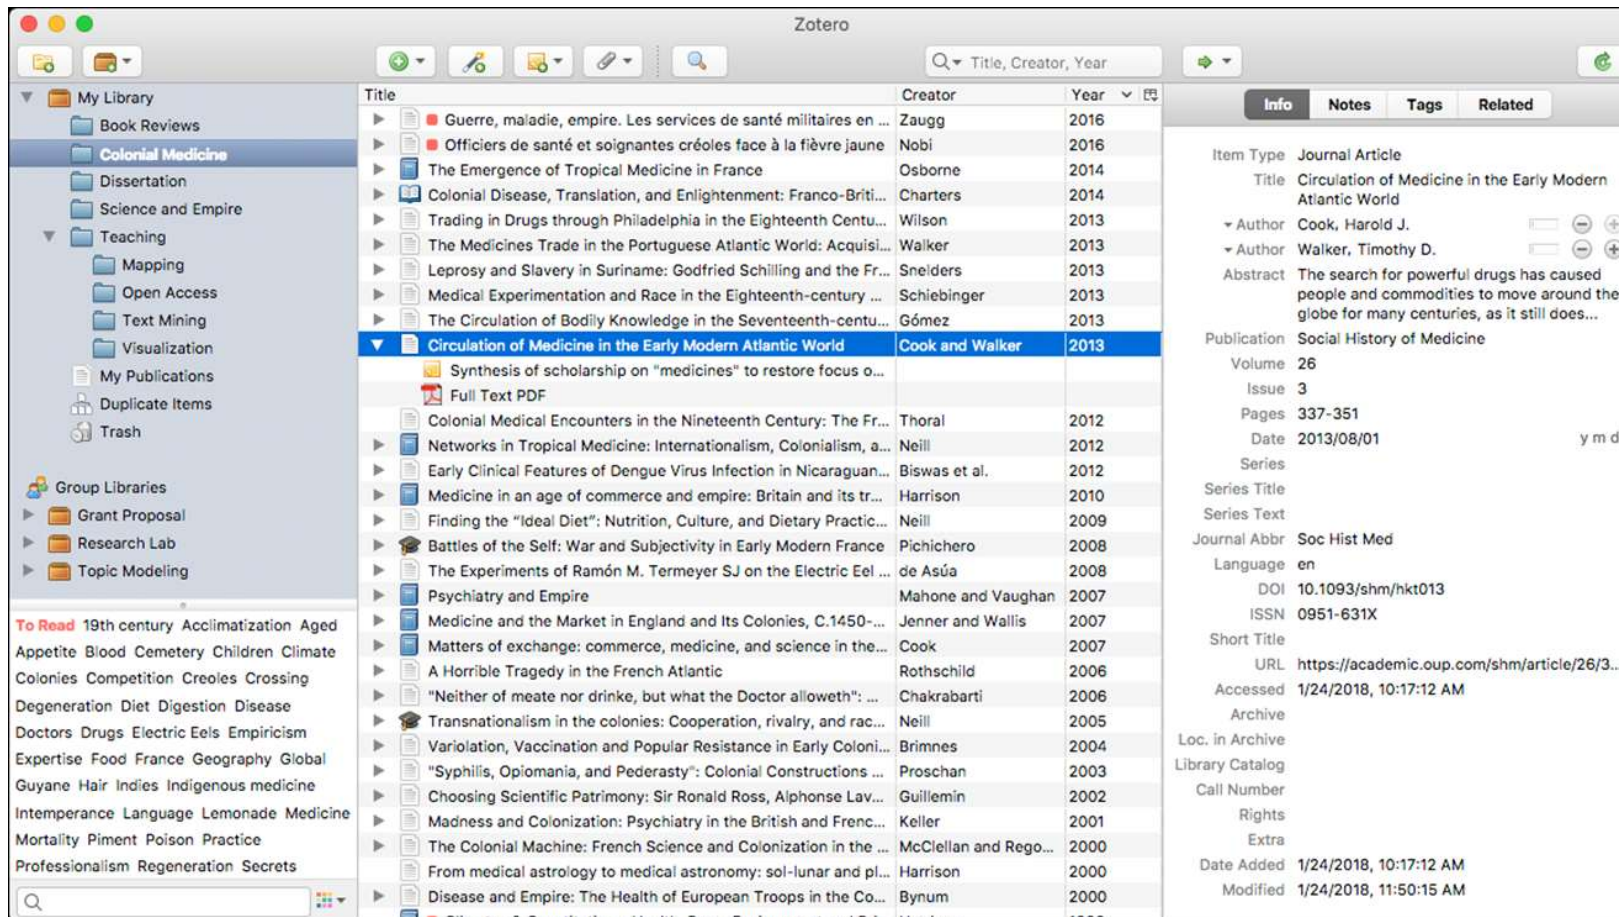 Zotero
Title, Creator, Year
My Library
Book Reviews
Colonial Medicine
Dissertation
Science and Empire
Teaching
Mapping
Open Access
Text Mining
Visualization
My Publications
Duplicate Items
Trash
Group Libraries
Grant Proposal
Research Lab
Topic Modeling
To Read 19th century Acclimatization Aged
Appetite Blood Cemetery Children Climate
Colonies Competition Creoles Crossing
Degeneration Diet Digestion Disease
Doctors Drugs Electric Eels Empiricism
Expertise Food France Geography Global
Guyane Hair Indies Indigenous medicine
Intemperance Language Lemonade Medicine
Mortality Piment Poison Practice
Professionalism Regeneration Secrets
Title Creator Year
Guerre, maladie, empire. Les services de santé militaires en ... Zaugg 2016
Officiers de santé et soignantes créoles face à la fièvre jaune Nobi 2016
The Emergence of Tropical Medicine in France Osborne 2014
Colonial Disease, Translation, and Enlightenment: Franco-Briti... Charters 2014
Trading in Drugs through Philadelphia in the Eighteenth Centu... Wilson 2013
The Medicines Trade in the Portuguese Atlantic World: Acquisi... Walker 2013
Leprosy and Slavery in Suriname: Godfried Schilling and the Fr... Snelders 2013
Medical Experimentation and Race in the Eighteenth-century ... Schiebinger 2013
The Circulation of Bodily Knowledge in the Seventeenth-centu... Gómez 2013
Circulation of Medicine in the Early Modern Atlantic World Cook and Walker 2013
Synthesis of scholarship on "medicines" to restore focus o...
Full Text PDF
Colonial Medical Encounters in the Nineteenth Century: The Fr... Thoral 2012
Networks in Tropical Medicine: Internationalism, Colonialism, a... Neill 2012
Early Clinical Features of Dengue Virus Infection in Nicaraguan... Biswas et al. 2012
Medicine in an age of commerce and empire: Britain and its tr... Harrison 2010
Finding the “Ideal Diet”: Nutrition, Culture, and Dietary Practic... Neill 2009
Battles of the Self: War and Subjectivity in Early Modern France Pichichero 2008
The Experiments of Ramón M. Termeyer SJ on the Electric Eel ... de Asúa 2008
Psychiatry and Empire Mahone and Vaughan 2007
Medicine and the Market in England and Its Colonies, C.1450-... Jenner and Wallis 2007
Matters of exchange: commerce, medicine, and science in the... Cook 2007
A Horrible Tragedy in the French Atlantic Rothschild 2006
"Neither of meate nor drinke, but what the Doctor alloweth": ... Chakrabarti 2006
Transnationalism in the colonies: Cooperation, rivalry, and rac... Neill 2005
Variolation, Vaccination and Popular Resistance in Early Coloni... Brimnes 2004
"Syphilis, Opiomania, and Pederasty": Colonial Constructions ... Proschan 2003
Choosing Scientific Patrimony: Sir Ronald Ross, Alphonse Lav... Guillemin 2002
Madness and Colonization: Psychiatry in the British and Frenc... Keller 2001
The Colonial Machine: French Science and Colonization in the ... McClellan and Rego... 2000
From medical astrology to medical astronomy: sol-lunar and pl... Harrison 2000
Disease and Empire: The Health of European Troops in the Co... Bynum 2000
Info Notes Tags Related
Item Type Journal Article
Title Circulation of Medicine in the Early Modern
Atlantic World
Author Cook, Harold J.
Author Walker, Timothy D.
Abstract The search for powerful drugs has caused
people and commodities to move around the
globe for many centuries, as it still does...
Publication Social History of Medicine
Volume 26
Issue 3
Pages 337-351
Date 2013/08/01 y m d
Series
Series Title
Series Text
Journal Abbr Soc Hist Med
Language en
DOI 10.1093/shm/hkt013
ISSN 0951-631X
Short Title
URL https://academic.oup.com/shm/article/26/3...
Accessed 1/24/2018, 10:17:12 AM
Archive
Loc. in Archive
Library Catalog
Call Number
Rights
Extra
Date Added 1/24/2018, 10:17:12 AM
Modified 1/24/2018, 11:50:15 AM